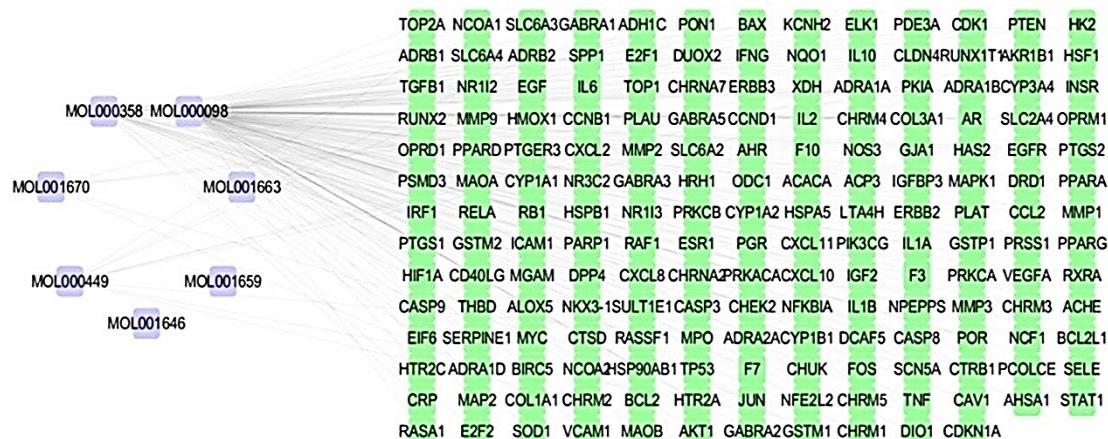 TOP2A NCOA1 SLC6A3 GABRA1 ADH1C PON1 BAX KCNH2 ELK1 PDE3A CDK1 PTEN HK2
ADRB1 SLC6A4 ADRB2 SPP1 E2F1 DUOX2 IFNG NQO1 IL10 CLDN4 RUNX1T1 AKR1B1 HSF1
TGFB1 NR1I2 EGF IL6 TOP1 CHRNA7 ERBB3 XDH ADRA1A PKIA ADRA1B CYP3A4 INSR
MOL000358 MOL000098 RUNX2 MMP9 HMOX1 CCNB1 PLAU GABRA5 CCND1 IL2 CHRM4 COL3A1 AR SLC2A4 OPRM1
OPRD1 PPARD PTGER3 CXCL2 MMP2 SLC6A2 AHR F10 NOS3 GJA1 HAS2 EGFR PTGS2
MOL001670 MOL001663 PSMD3 MAOA CYP1A1 NR3C2 GABRA3 HRH1 ODC1 ACACA ACP3 IGFBP3 MAPK1 DRD1 PPARA
IRF1 RELA RB1 HSPB1 NR1I3 PRKCB CYP1A2 HSPA5 LTA4H ERBB2 PLAT CCL2 MMP1
PTGS1 GSTM2 ICAM1 PARP1 RAF1 ESR1 PGR CXCL11 PIK3CG IL1A GSTP1 PRSS1 PPARG
MOL000449 MOL001659 HIF1A CD40LG MGAM DPP4 CXCL8 CHRNA2 PRKACA CXCL10 IGF2 F3 PRKCA VEGFA RXRA
MOL001646 CASP9 THBD ALOX5 NKX3-1 SULT1E1 CASP3 CHEK2 NFKBIA IL1B NPEPPS MMP3 CHRM3 ACHE
EIF6 SERPINE1 MYC CTSD RASSF1 MPO ADRA2A CYP1B1 DCAF5 CASP8 POR NCF1 BCL2L1
HTR2C ADRA1D BIRC5 NCOA2 HSP90AB1 TP53 F7 CHUK FOS SCN5A CTRB1 PCOLCE SELE
CRP MAP2 COL1A1 CHRM2 BCL2 HTR2A JUN NFE2L2 CHRM5 TNF CAV1 AHSA1 STAT1
RASA1 E2F2 SOD1 VCAM1 MAOB AKT1 GABRA2 GSTM1 CHRM1 DIO1 CDKN1A